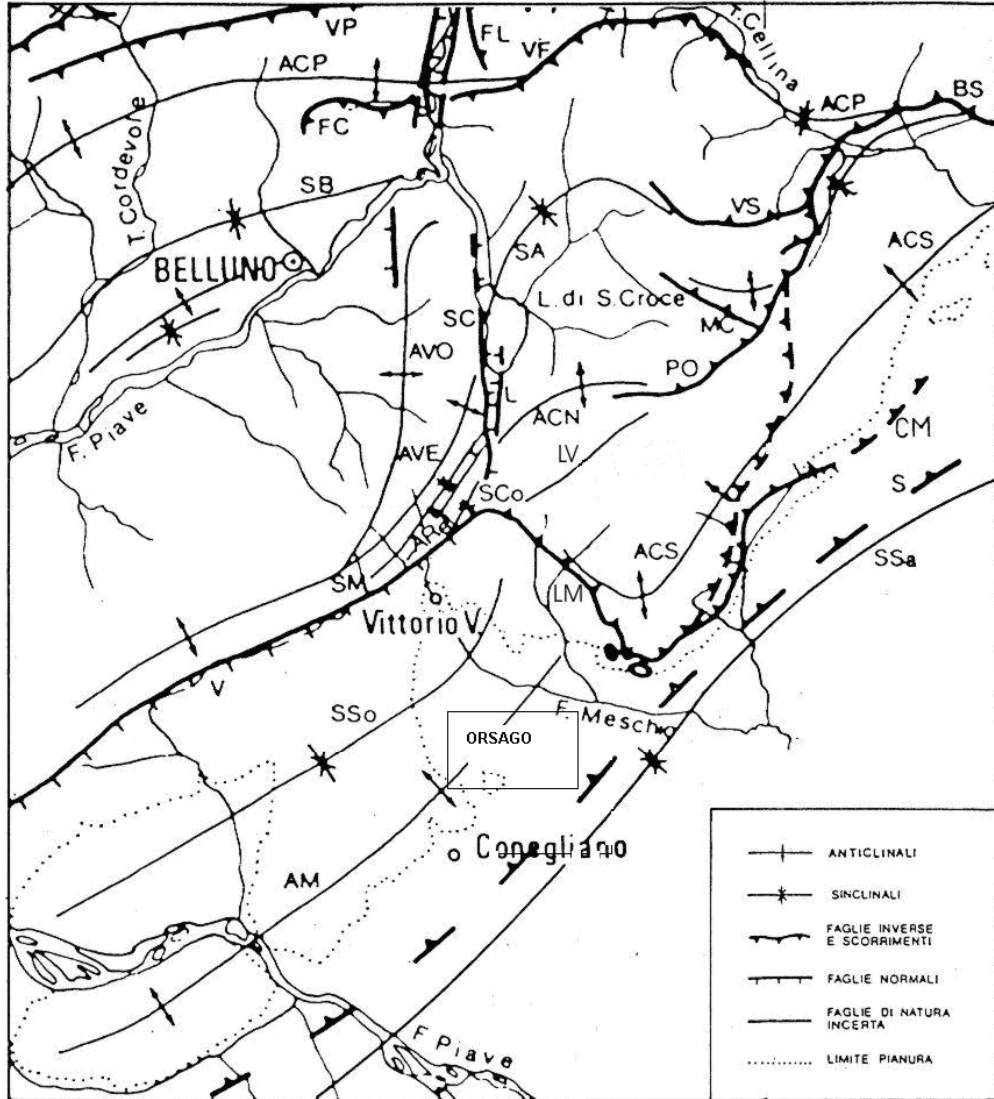 VP
FL
VF
T. Cellina
ACP
FC
ACP
BS
T. Cordevole
SB
SA
VS
ACS
BELLUNO
L. di S. Croce
SC
MC
AVO
PO
L
ACN
CM
F. Piave
AVE
LV
S
SCo
ARe
SM
ACS
SSa
LM
Vittorio V.
V
SSo
F. Meschio
ORSAGO
Conegliano
AM
F. Piave
ANTICLINALI
SINCLINALI
FAGLIE INVERSE
E SCORRIMENTI
FAGLIE NORMALI
FAGLIE DI NATURA
INCERTA
LIMITE PIANURA